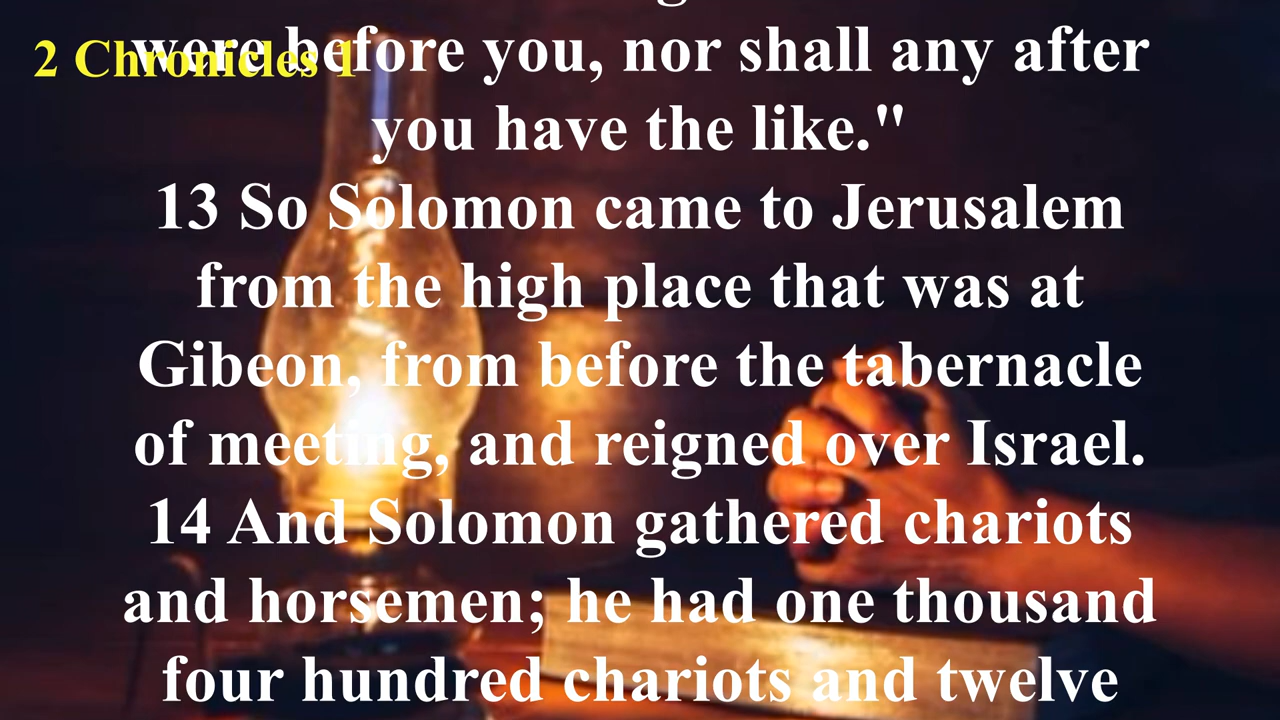 2 Chronicles 1
were before you, nor shall any after
you have the like."
13 So Solomon came to Jerusalem
from the high place that was at
Gibeon, from before the tabernacle
of meeting, and reigned over Israel.
14 And Solomon gathered chariots
and horsemen; he had one thousand
four hundred chariots and twelve